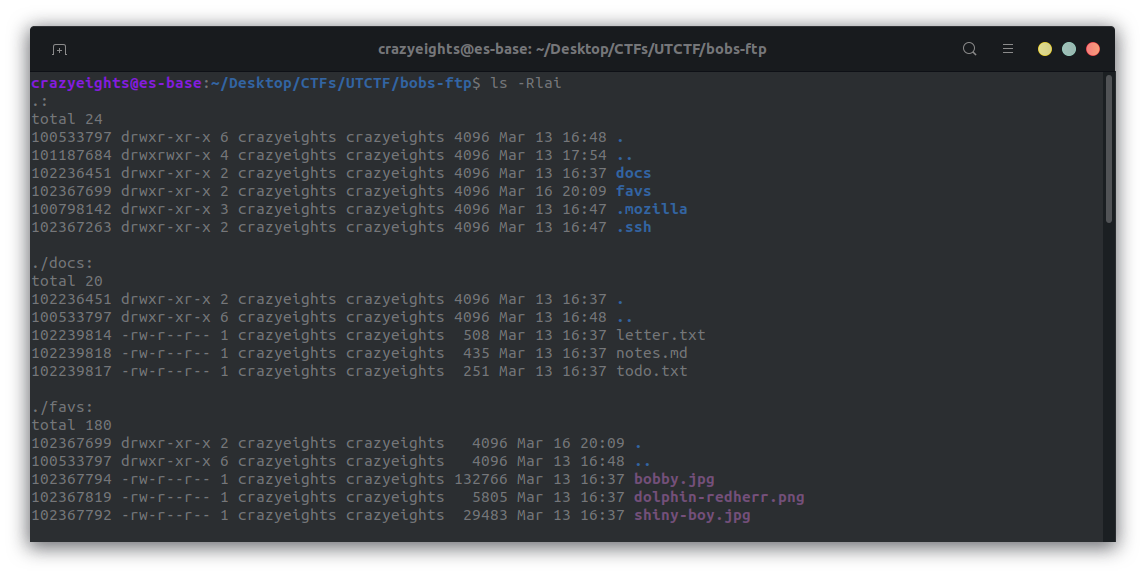 crazyeights@es-base: ~/Desktop/CTFs/UTCTF/bobs-ftp
crazyeights@es-base:~/Desktop/CTFs/UTCTF/bobs-ftp$ ls -Rlai
.:
total 24
100533797 drwxr-xr-x 6 crazyeights crazyeights 4096 Mar 13 16:48 .
101187684 drwxrwxr-x 4 crazyeights crazyeights 4096 Mar 13 17:54 ..
102236451 drwxr-xr-x 2 crazyeights crazyeights 4096 Mar 13 16:37 docs
102367699 drwxr-xr-x 2 crazyeights crazyeights 4096 Mar 16 20:09 favs
100798142 drwxr-xr-x 3 crazyeights crazyeights 4096 Mar 13 16:47 .mozilla
102367263 drwxr-xr-x 2 crazyeights crazyeights 4096 Mar 13 16:47 .ssh

./docs:
total 20
102236451 drwxr-xr-x 2 crazyeights crazyeights 4096 Mar 13 16:37 .
100533797 drwxr-xr-x 6 crazyeights crazyeights 4096 Mar 13 16:48 ..
102239814 -rw-r--r-- 1 crazyeights crazyeights  508 Mar 13 16:37 letter.txt
102239818 -rw-r--r-- 1 crazyeights crazyeights  435 Mar 13 16:37 notes.md
102239817 -rw-r--r-- 1 crazyeights crazyeights  251 Mar 13 16:37 todo.txt

./favs:
total 180
102367699 drwxr-xr-x 2 crazyeights crazyeights   4096 Mar 16 20:09 .
100533797 drwxr-xr-x 6 crazyeights crazyeights   4096 Mar 13 16:48 ..
102367794 -rw-r--r-- 1 crazyeights crazyeights 132766 Mar 13 16:37 bobby.jpg
102367819 -rw-r--r-- 1 crazyeights crazyeights   5805 Mar 13 16:37 dolphin-redherr.png
102367792 -rw-r--r-- 1 crazyeights crazyeights  29483 Mar 13 16:37 shiny-boy.jpg